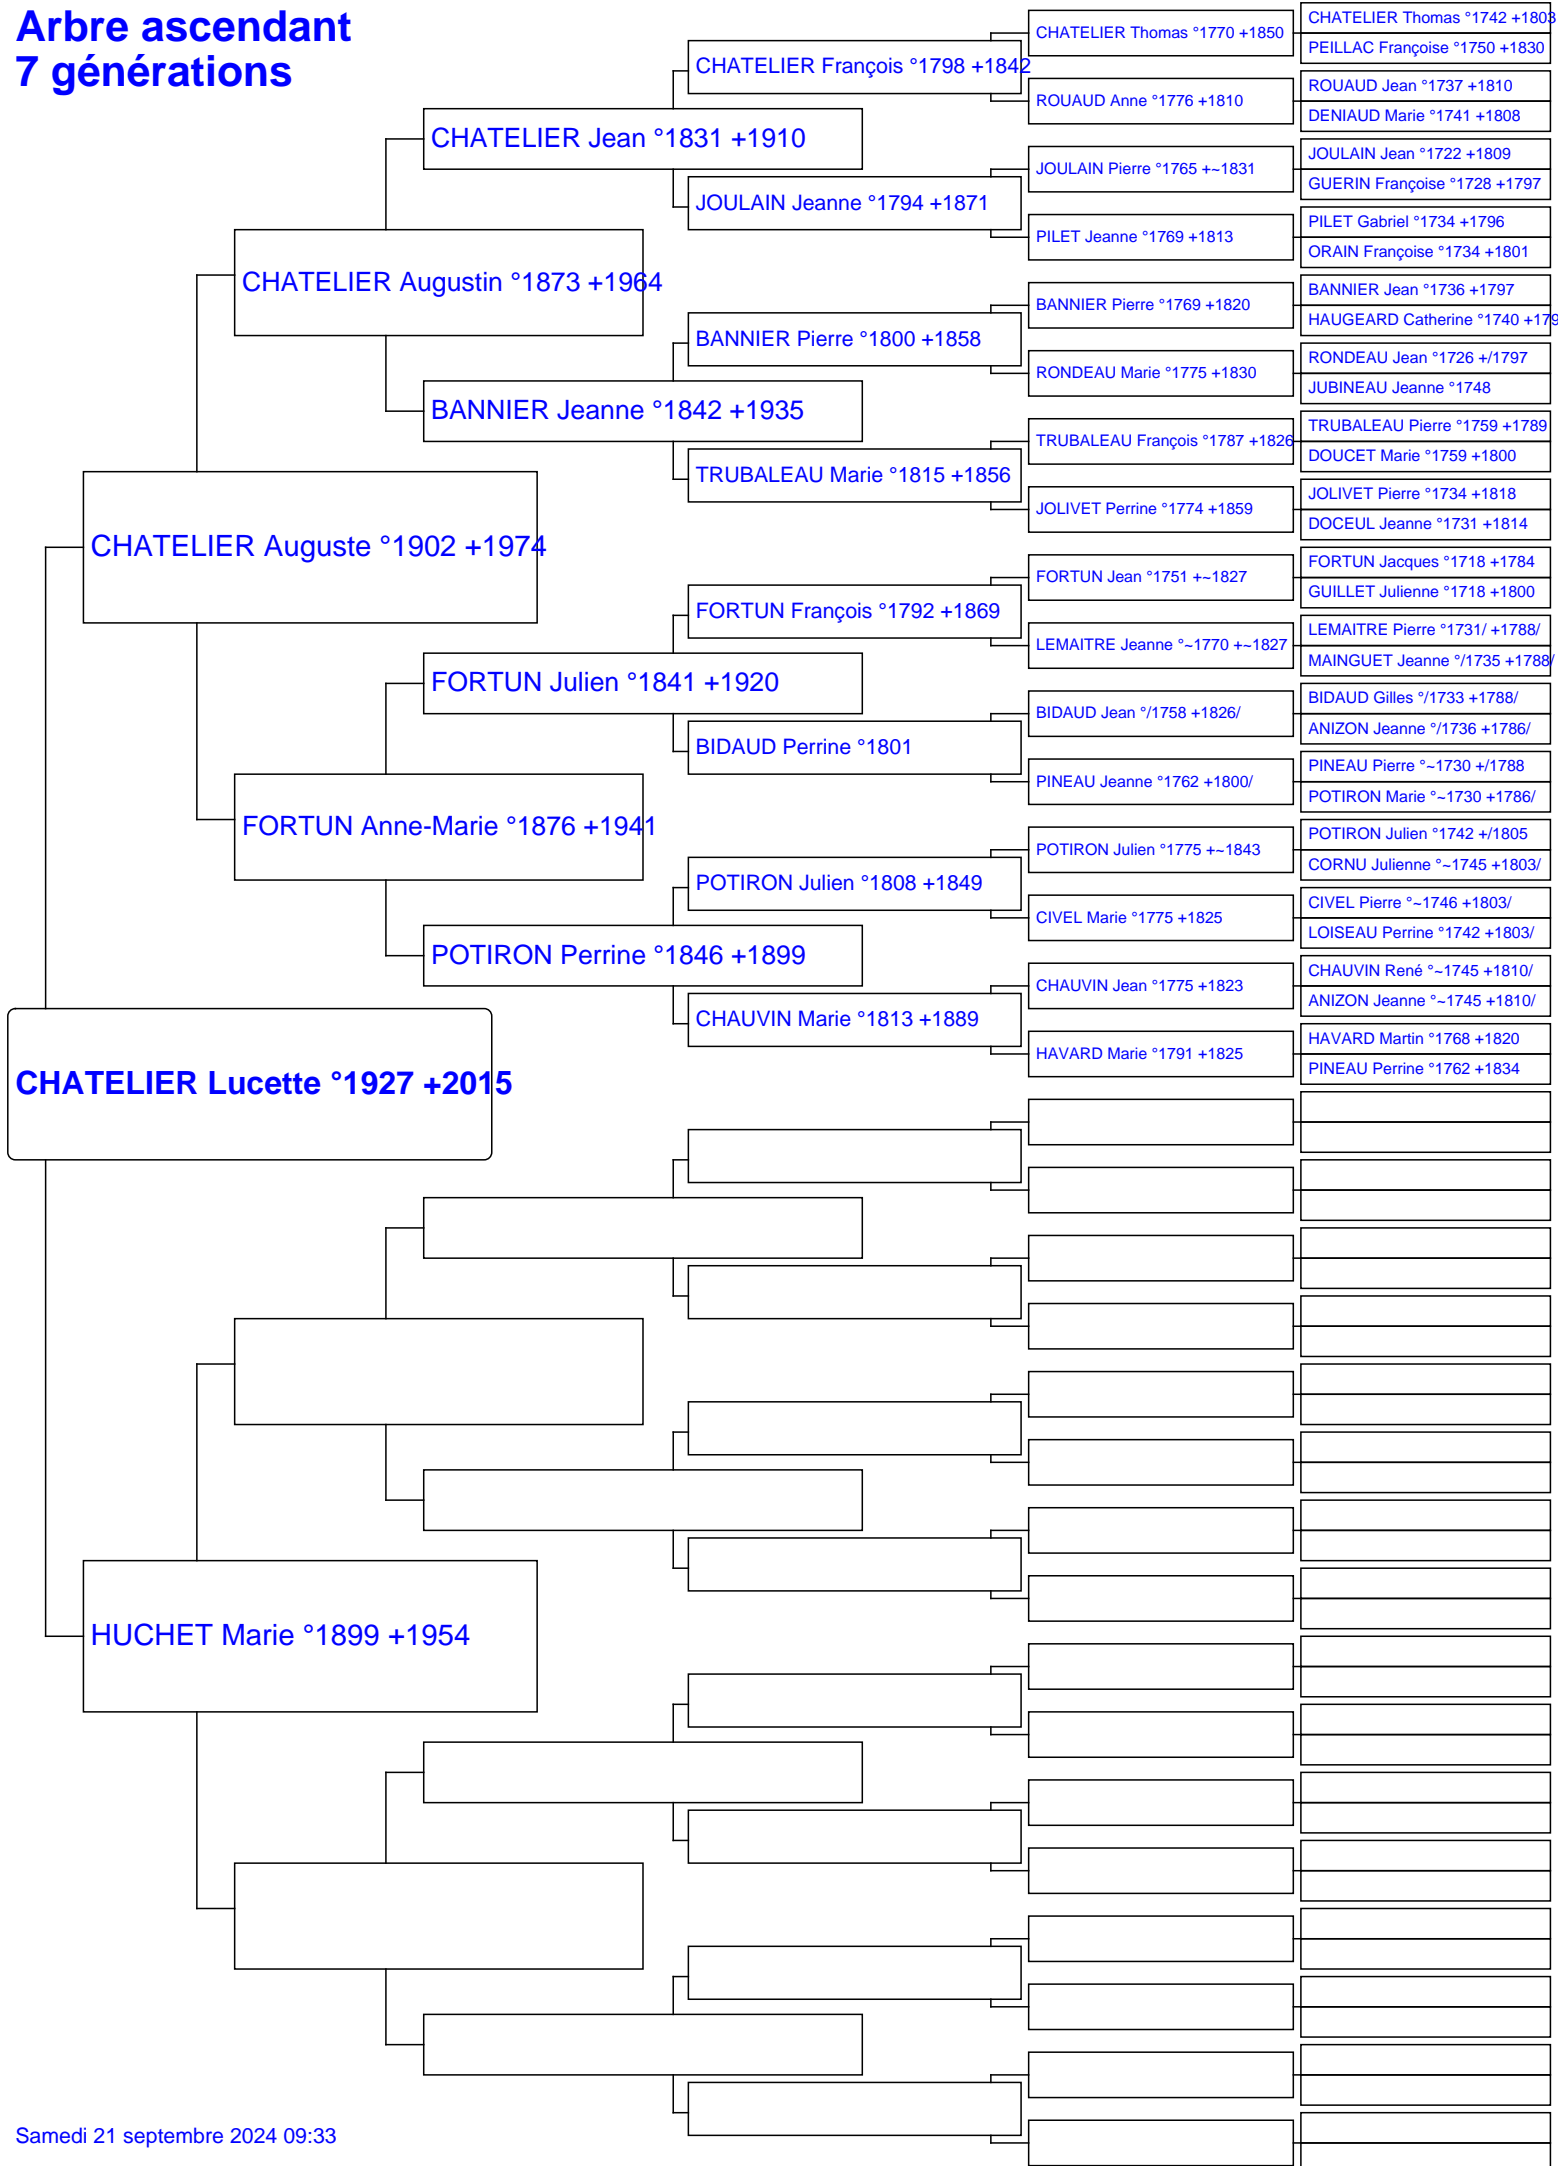 Arbre ascendant
7 générations
CHATELIER Lucette °1927 +2015
CHATELIER Auguste °1902 +1974
HUCHET Marie °1899 +1954
CHATELIER Augustin °1873 +1964
FORTUN Anne-Marie °1876 +1941
CHATELIER Jean °1831 +1910
BANNIER Jeanne °1842 +1935
FORTUN Julien °1841 +1920
POTIRON Perrine °1846 +1899
CHATELIER François °1798 +1842
JOULAIN Jeanne °1794 +1871
BANNIER Pierre °1800 +1858
TRUBALEAU Marie °1815 +1856
FORTUN François °1792 +1869
BIDAUD Perrine °1801
POTIRON Julien °1808 +1849
CHAUVIN Marie °1813 +1889
CHATELIER Thomas °1770 +1850
ROUAUD Anne °1776 +1810
JOULAIN Pierre °1765 +~1831
PILET Jeanne °1769 +1813
BANNIER Pierre °1769 +1820
RONDEAU Marie °1775 +1830
TRUBALEAU François °1787 +1826
JOLIVET Perrine °1774 +1859
FORTUN Jean °1751 +~1827
LEMAITRE Jeanne °~1770 +~1827
BIDAUD Jean °/1758 +1826/
PINEAU Jeanne °1762 +1800/
POTIRON Julien °1775 +~1843
CIVEL Marie °1775 +1825
CHAUVIN Jean °1775 +1823
HAVARD Marie °1791 +1825
CHATELIER Thomas °1742 +1803
PEILLAC Françoise °1750 +1830
ROUAUD Jean °1737 +1810
DENIAUD Marie °1741 +1808
JOULAIN Jean °1722 +1809
GUERIN Françoise °1728 +1797
PILET Gabriel °1734 +1796
ORAIN Françoise °1734 +1801
BANNIER Jean °1736 +1797
HAUGEARD Catherine °1740 +179
RONDEAU Jean °1726 +/1797
JUBINEAU Jeanne °1748
TRUBALEAU Pierre °1759 +1789
DOUCET Marie °1759 +1800
JOLIVET Pierre °1734 +1818
DOCEUL Jeanne °1731 +1814
FORTUN Jacques °1718 +1784
GUILLET Julienne °1718 +1800
LEMAITRE Pierre °1731/ +1788/
MAINGUET Jeanne °/1735 +1788/
BIDAUD Gilles °/1733 +1788/
ANIZON Jeanne °/1736 +1786/
PINEAU Pierre °~1730 +/1788
POTIRON Marie °~1730 +1786/
POTIRON Julien °1742 +/1805
CORNU Julienne °~1745 +1803/
CIVEL Pierre °~1746 +1803/
LOISEAU Perrine °1742 +1803/
CHAUVIN René °~1745 +1810/
ANIZON Jeanne °~1745 +1810/
HAVARD Martin °1768 +1820
PINEAU Perrine °1762 +1834
Samedi 21 septembre 2024 09:33